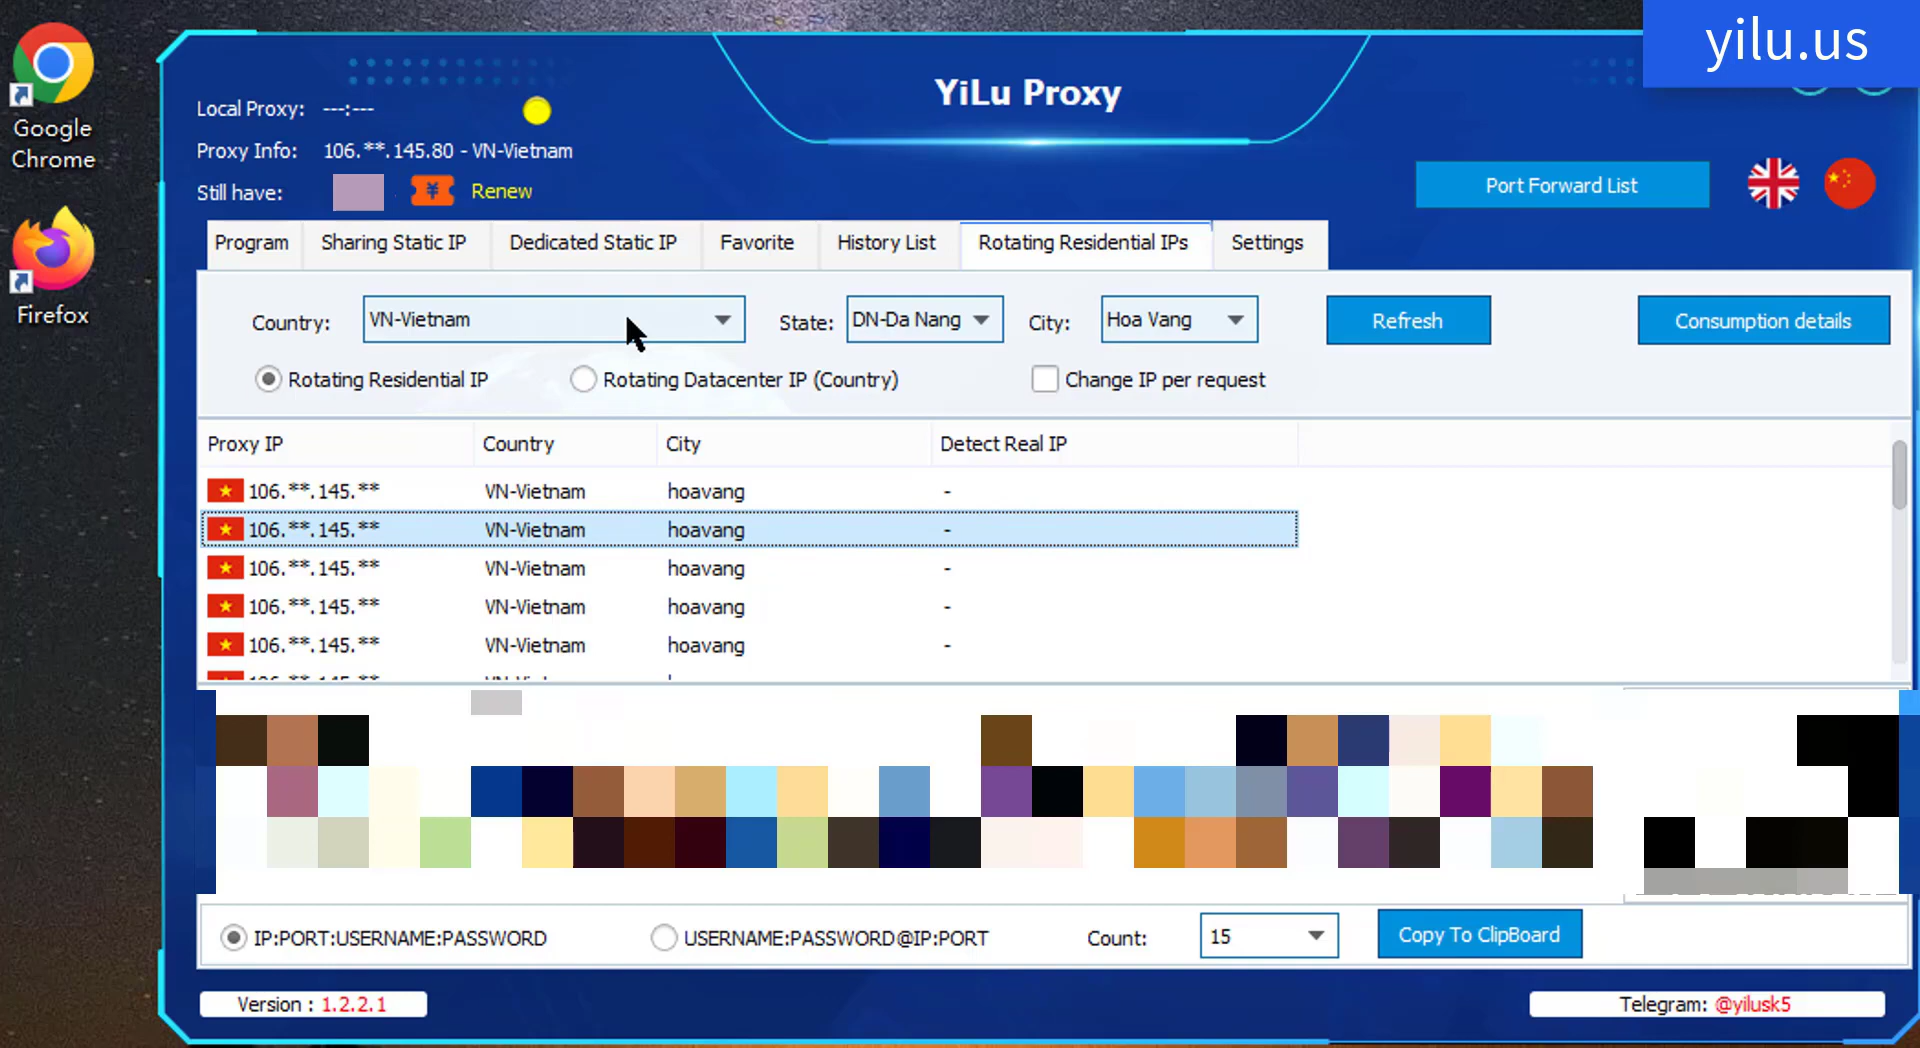 yilu.us
Google
Chrome
Firefox
YiLu Proxy
Local Proxy: ---:---
Proxy Info: 106.**.145.80 - VN-Vietnam
Still have: ¥ Renew
Port Forward List
Program Sharing Static IP Dedicated Static IP Favorite History List Rotating Residential IPs Settings
Country: VN-Vietnam State: DN-Da Nang City: Hoa Vang Refresh Consumption details
Rotating Residential IP Rotating Datacenter IP (Country) Change IP per request
Proxy IP Country City Detect Real IP
106.**.145.** VN-Vietnam hoavang -
106.**.145.** VN-Vietnam hoavang -
106.**.145.** VN-Vietnam hoavang -
106.**.145.** VN-Vietnam hoavang -
106.**.145.** VN-Vietnam hoavang -
IP:PORT:USERNAME:PASSWORD USERNAME:PASSWORD@IP:PORT Count: 15 Copy To ClipBoard
Version : 1.2.2.1 Telegram: @yilusk5